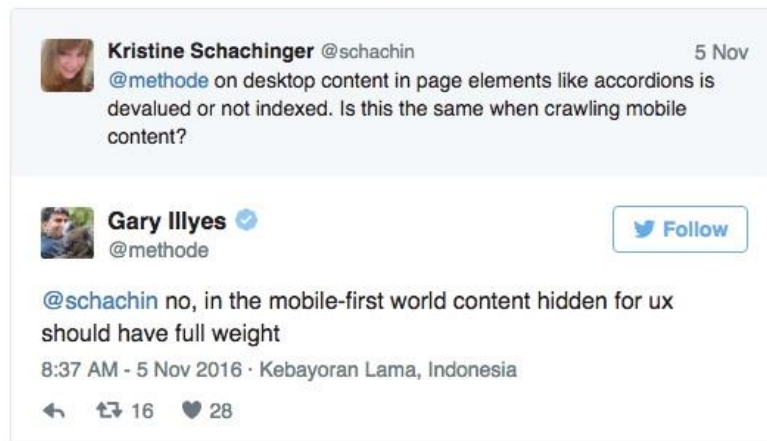 Kristine Schachinger @schachin 5 Nov
@methode on desktop content in page elements like accordions is
devalued or not indexed. Is this the same when crawling mobile
content?
Gary Illyes
@methode
Follow
@schachin no, in the mobile-first world content hidden for ux
should have full weight
8:37 AM - 5 Nov 2016 · Kebayoran Lama, Indonesia
16 28